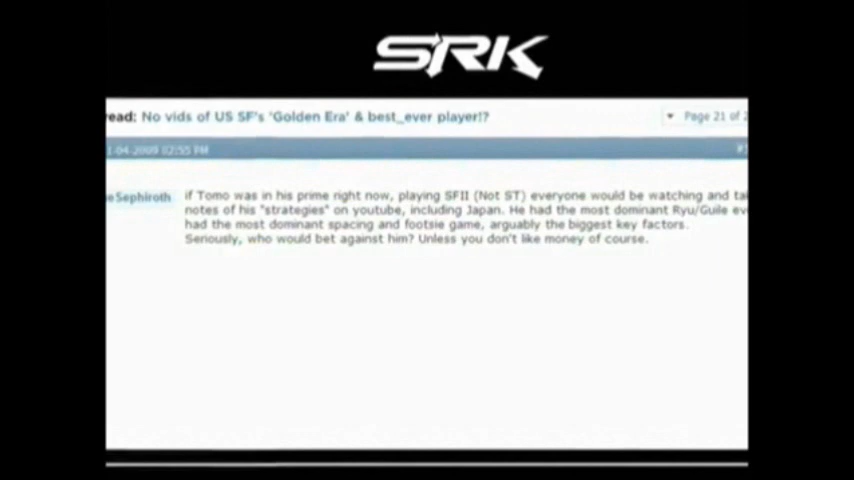 SRK
ead: No vids of US SF's 'Golden Era' & best_ever player!? Page 21 of 2
1-04-2009 02:55 PM #
e Sephiroth if Tomo was in his prime right now, playing SFII (Not ST) everyone would be watching and ta
notes of his "strategies" on youtube, including Japan. He had the most dominant Ryu/Guile ev
had the most dominant spacing and footsie game, arguably the biggest key factors.
Seriously, who would bet against him? Unless you don't like money of course.